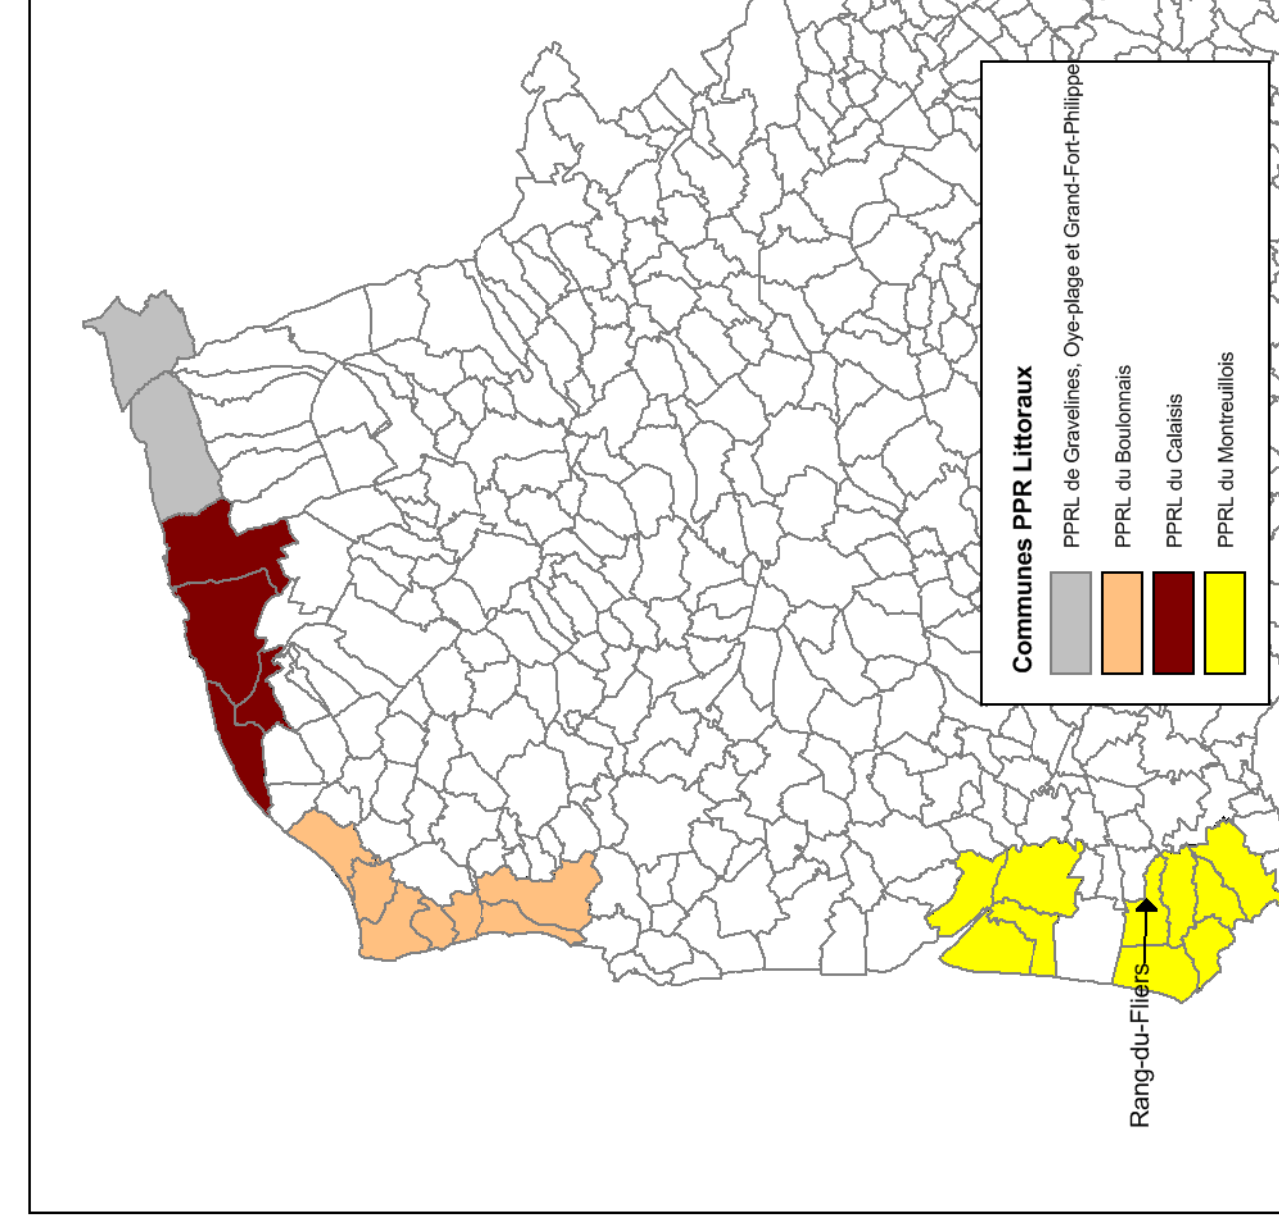 Communes PPR Littoraux
PPRL de Gravelines, Oye-plage et Grand-Fort-Philippe
PPRL du Boulonnais
PPRL du Calaisis
PPRL du Montreuillois
Rang-du-Fliers